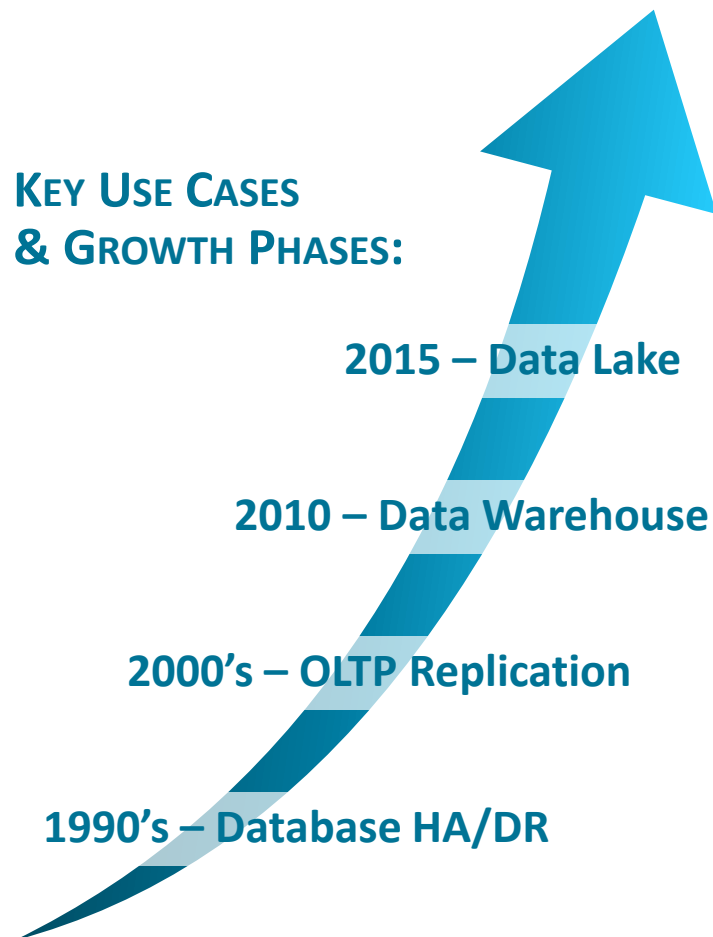 KEY USE CASES
& GROWTH PHASES:
2015 – Data Lake
2010 – Data Warehouse
2000's – OLTP Replication
1990's – Database HA/DR